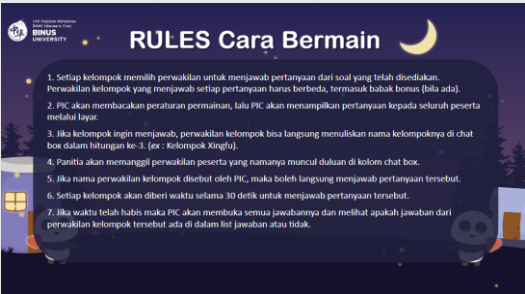 Unit Kegiatan Mahasiswa
BNMC (Mandarin Club)
BINUS
UNIVERSITY
RULES Cara Bermain
1. Setiap kelompok memilih perwakilan untuk menjawab pertanyaan dari soal yang telah disediakan.
Perwakilan kelompok yang menjawab setiap pertanyaan harus berbeda, termasuk babak bonus (bila ada).
2. PIC akan membacakan peraturan permainan, lalu PIC akan menampilkan pertanyaan kepada seluruh peserta
melalui layar.
3. Jika kelompok ingin menjawab, perwakilan kelompok bisa langsung menuliskan nama kelompoknya di chat
box dalam hitungan ke-3. (ex : Kelompok Xingfu).
4. Panitia akan memanggil perwakilan peserta yang namanya muncul duluan di kolom chat box.
5. Jika nama perwakilan kelompok disebut oleh PIC, maka boleh langsung menjawab pertanyaan tersebut.
6. Setiap kelompok akan diberi waktu selama 30 detik untuk menjawab pertanyaan tersebut.
7. Jika waktu telah habis maka PIC akan membuka semua jawabannya dan melihat apakah jawaban dari
perwakilan kelompok tersebut ada di dalam list jawaban atau tidak.